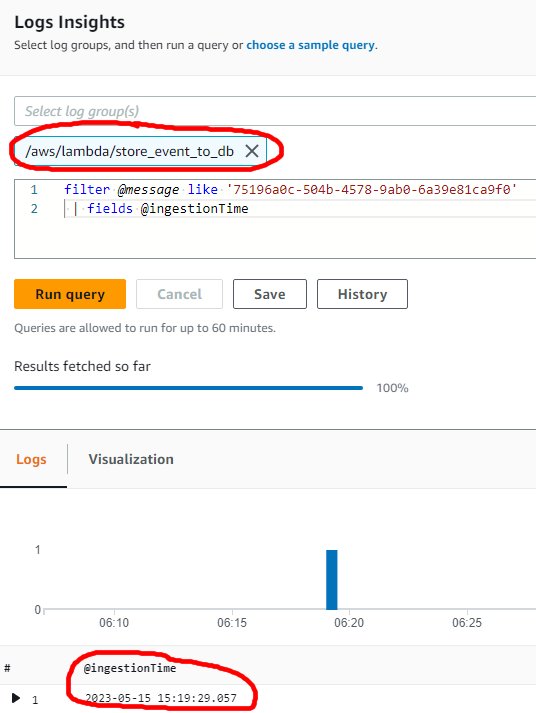 Logs Insights
Select log groups, and then run a query or choose a sample query.
Select log group(s)
/aws/lambda/store_event_to_db
1 filter @message like '75196a0c-504b-4578-9ab0-6a39e81ca9f0'
2 | fields @ingestionTime
Run query Cancel Save History
Queries are allowed to run for up to 60 minutes.
Results fetched so far
100%
Logs Visualization
1
0
06:10 06:15 06:20 06:25
# @ingestionTime
1 2023-05-15 15:19:29.057